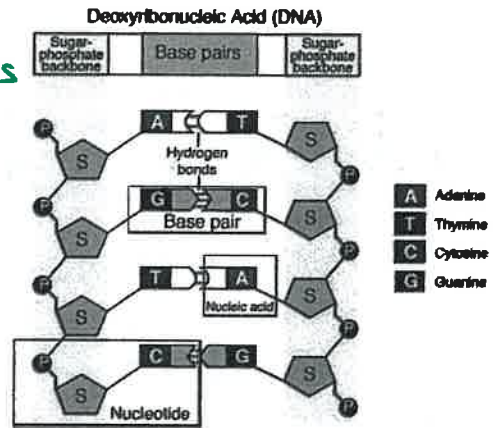 Deoxyribonucleic Acid (DNA)
Sugar-
phosphate
backbone
Base pairs
Sugar-
phosphate
backbone
2
P
A
T
P
S
S
Hydrogen
bonds
P
G
C
P
Base pair
S
S
T
A
P
P
Nucleic acid
S
S
P
C
G
P
S
S
Nucleotide
P
A Adenine
T Thymine
C Cytosine
G Guanine